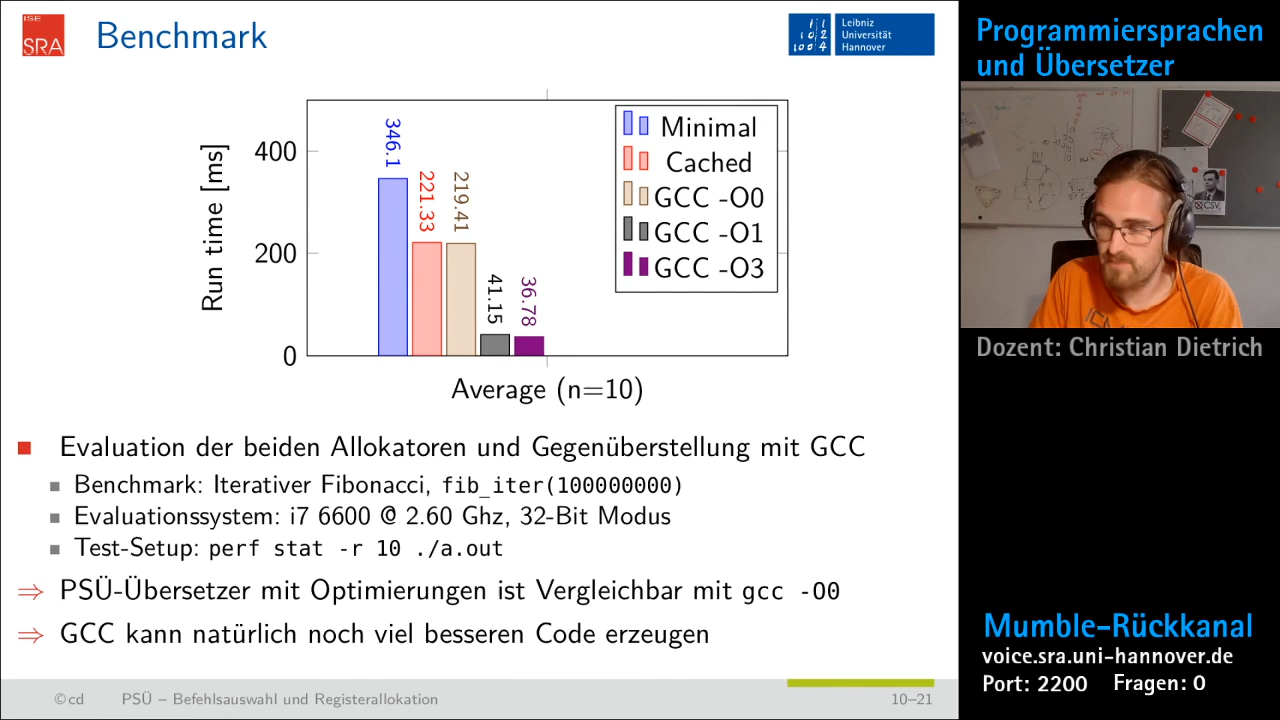 ISE
SRA
Benchmark
Leibniz
Universität
Hannover
Run time [ms]
400
200
0
346.1
221.33
219.41
41.15
36.78
Minimal
Cached
GCC -O0
GCC -O1
GCC -O3
Average (n=10)
Evaluation der beiden Allokatoren und Gegenüberstellung mit GCC
Benchmark: Iterativer Fibonacci, fib_iter(100000000)
Evaluationssystem: i7 6600 @ 2.60 Ghz, 32-Bit Modus
Test-Setup: perf stat -r 10 ./a.out
⇒ PSÜ-Übersetzer mit Optimierungen ist Vergleichbar mit gcc -O0
⇒ GCC kann natürlich noch viel besseren Code erzeugen
©cd PSÜ – Befehlsauswahl und Registerallokation 10–21
Programmiersprachen
und Übersetzer
CSV
Dozent: Christian Dietrich
Mumble-Rückkanal
voice.sra.uni-hannover.de
Port: 2200 Fragen: 0